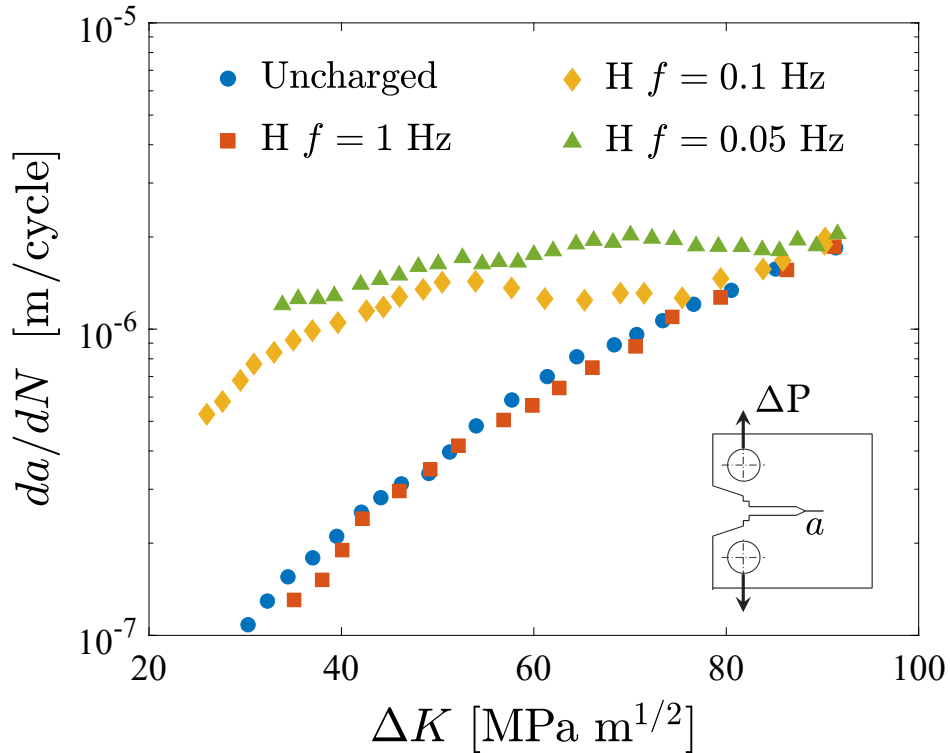 10^-5
Uncharged
H f = 1 Hz
H f = 0.1 Hz
H f = 0.05 Hz
da/dN [m/cycle]
10^-6
ΔP
a
10^-7
20 40 60 80 100
ΔK [MPa m^1/2]